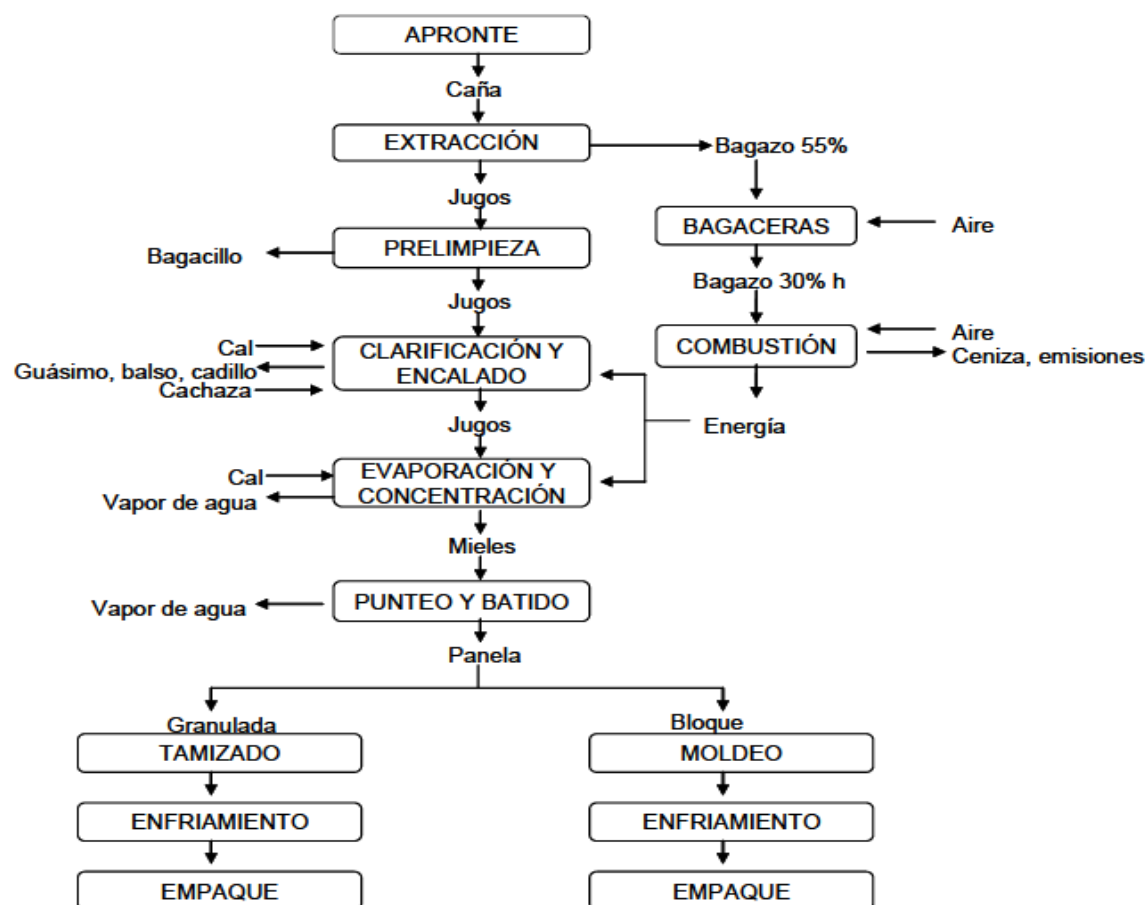 APRONTE
Caña
EXTRACCIÓN
Bagazo 55%
Jugos
BAGACERAS
Aire
PRELIMPIEZA
Bagacillo
Bagazo 30% h
Jugos
Aire
COMBUSTIÓN
Ceniza, emisiones
Cal
CLARIFICACIÓN Y
ENCALADO
Guásimo, balso, cadillo
Cachaza
Jugos
Energía
Cal
EVAPORACIÓN Y
CONCENTRACIÓN
Vapor de agua
Mieles
PUNTEO Y BATIDO
Vapor de agua
Panela
Granulada
Bloque
TAMIZADO
MOLDEO
ENFRIAMIENTO
ENFRIAMIENTO
EMPAQUE
EMPAQUE